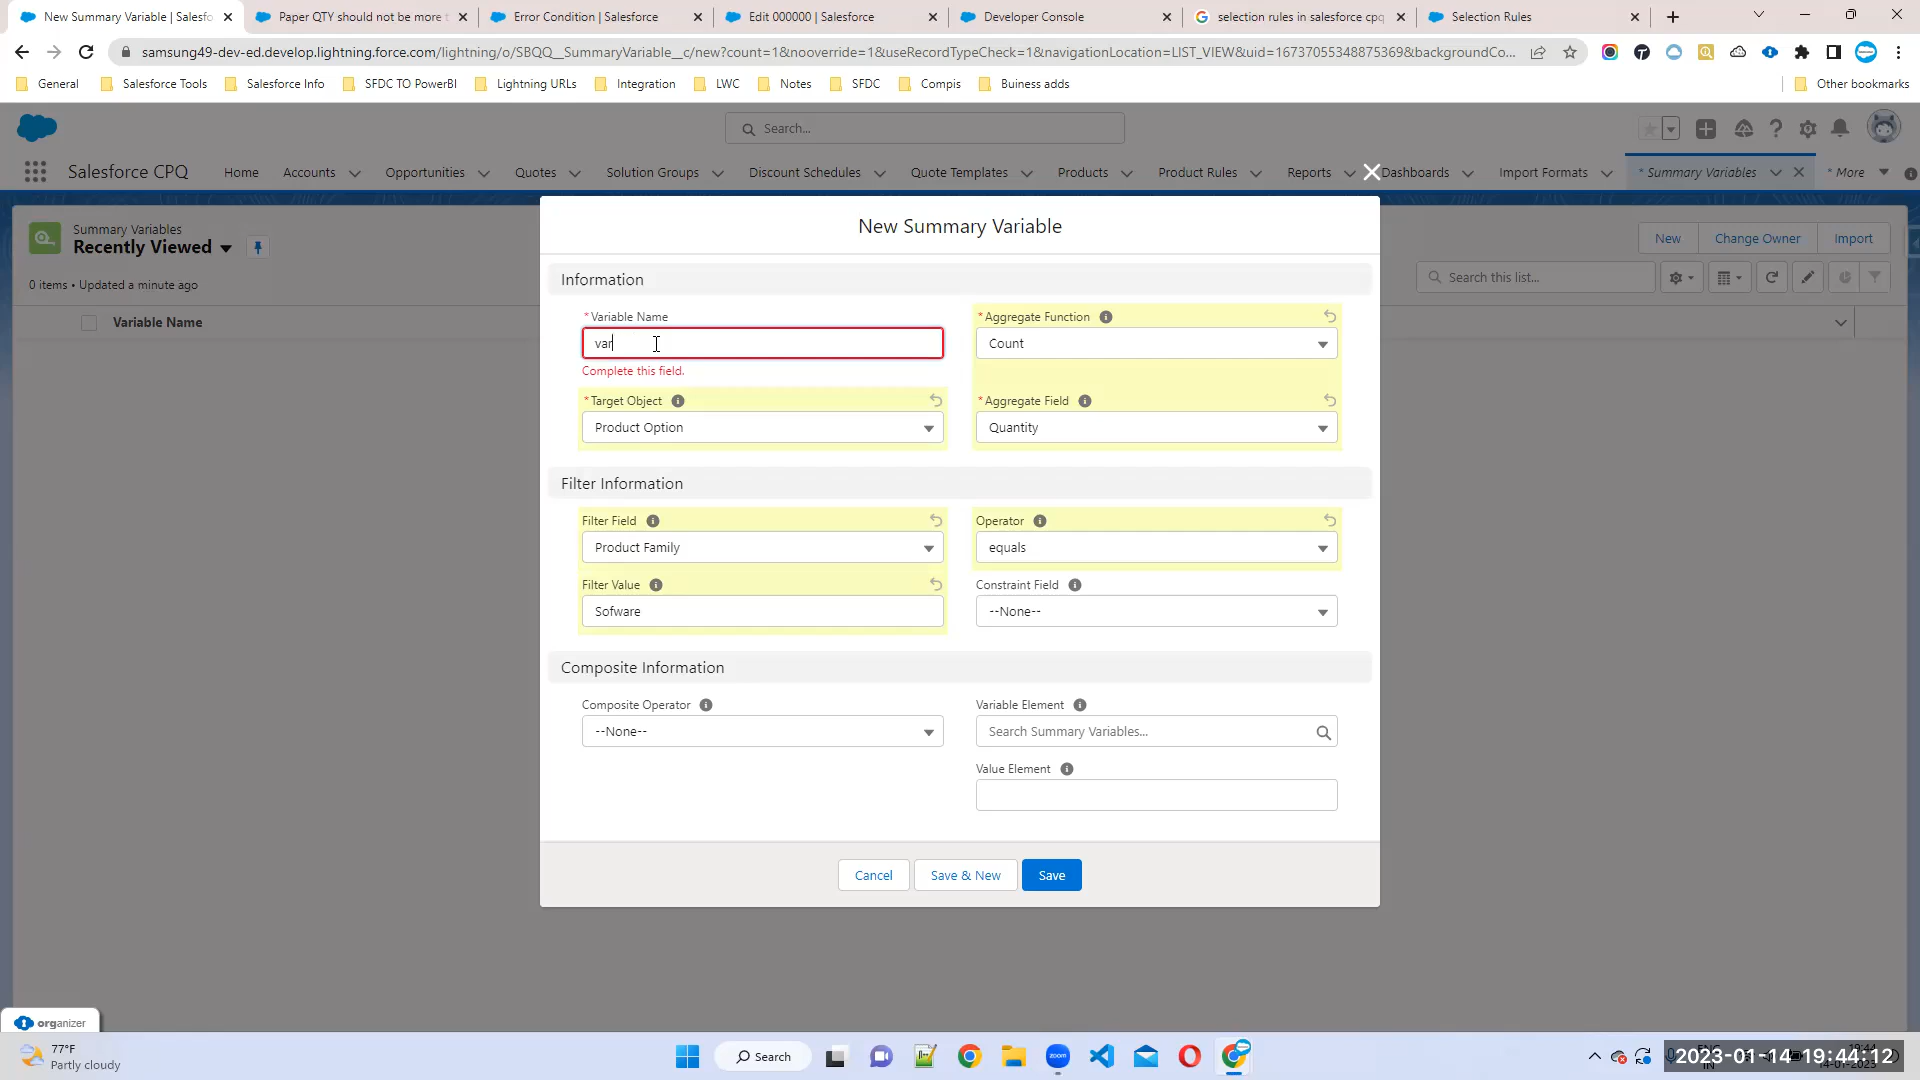 New Summary Variable | Salesfo
Paper QTY should not be more t
Error Condition | Salesforce
Edit 000000 | Salesforce
Developer Console
selection rules in salesforce cpq
Selection Rules
samsung49-dev-ed.develop.lightning.force.com/lightning/o/SBQQ__SummaryVariable__c/new?count=1&nooverride=1&useRecordTypeCheck=1&navigationLocation=LIST_VIEW&uid=16737055348875369&backgroundCo...
General
Salesforce Tools
Salesforce Info
SFDC TO PowerBI
Lightning URLs
Integration
LWC
Notes
SFDC
Compis
Buiness adds
Other bookmarks
Search...
Salesforce CPQ
Home
Accounts
Opportunities
Quotes
Solution Groups
Discount Schedules
Quote Templates
Products
Product Rules
Reports
Dashboards
Import Formats
* Summary Variables
* More
Summary Variables
Recently Viewed
New
Change Owner
Import
0 items • Updated a minute ago
Search this list...
Variable Name
New Summary Variable
Information
*Variable Name
var
Complete this field.
*Aggregate Function
Count
*Target Object
Product Option
*Aggregate Field
Quantity
Filter Information
Filter Field
Product Family
Operator
equals
Filter Value
Sofware
Constraint Field
--None--
Composite Information
Composite Operator
--None--
Variable Element
Search Summary Variables...
Value Element
Cancel
Save & New
Save
organizer
77°F
Partly cloudy
Search
zoom
2023-01-14-19:44:12